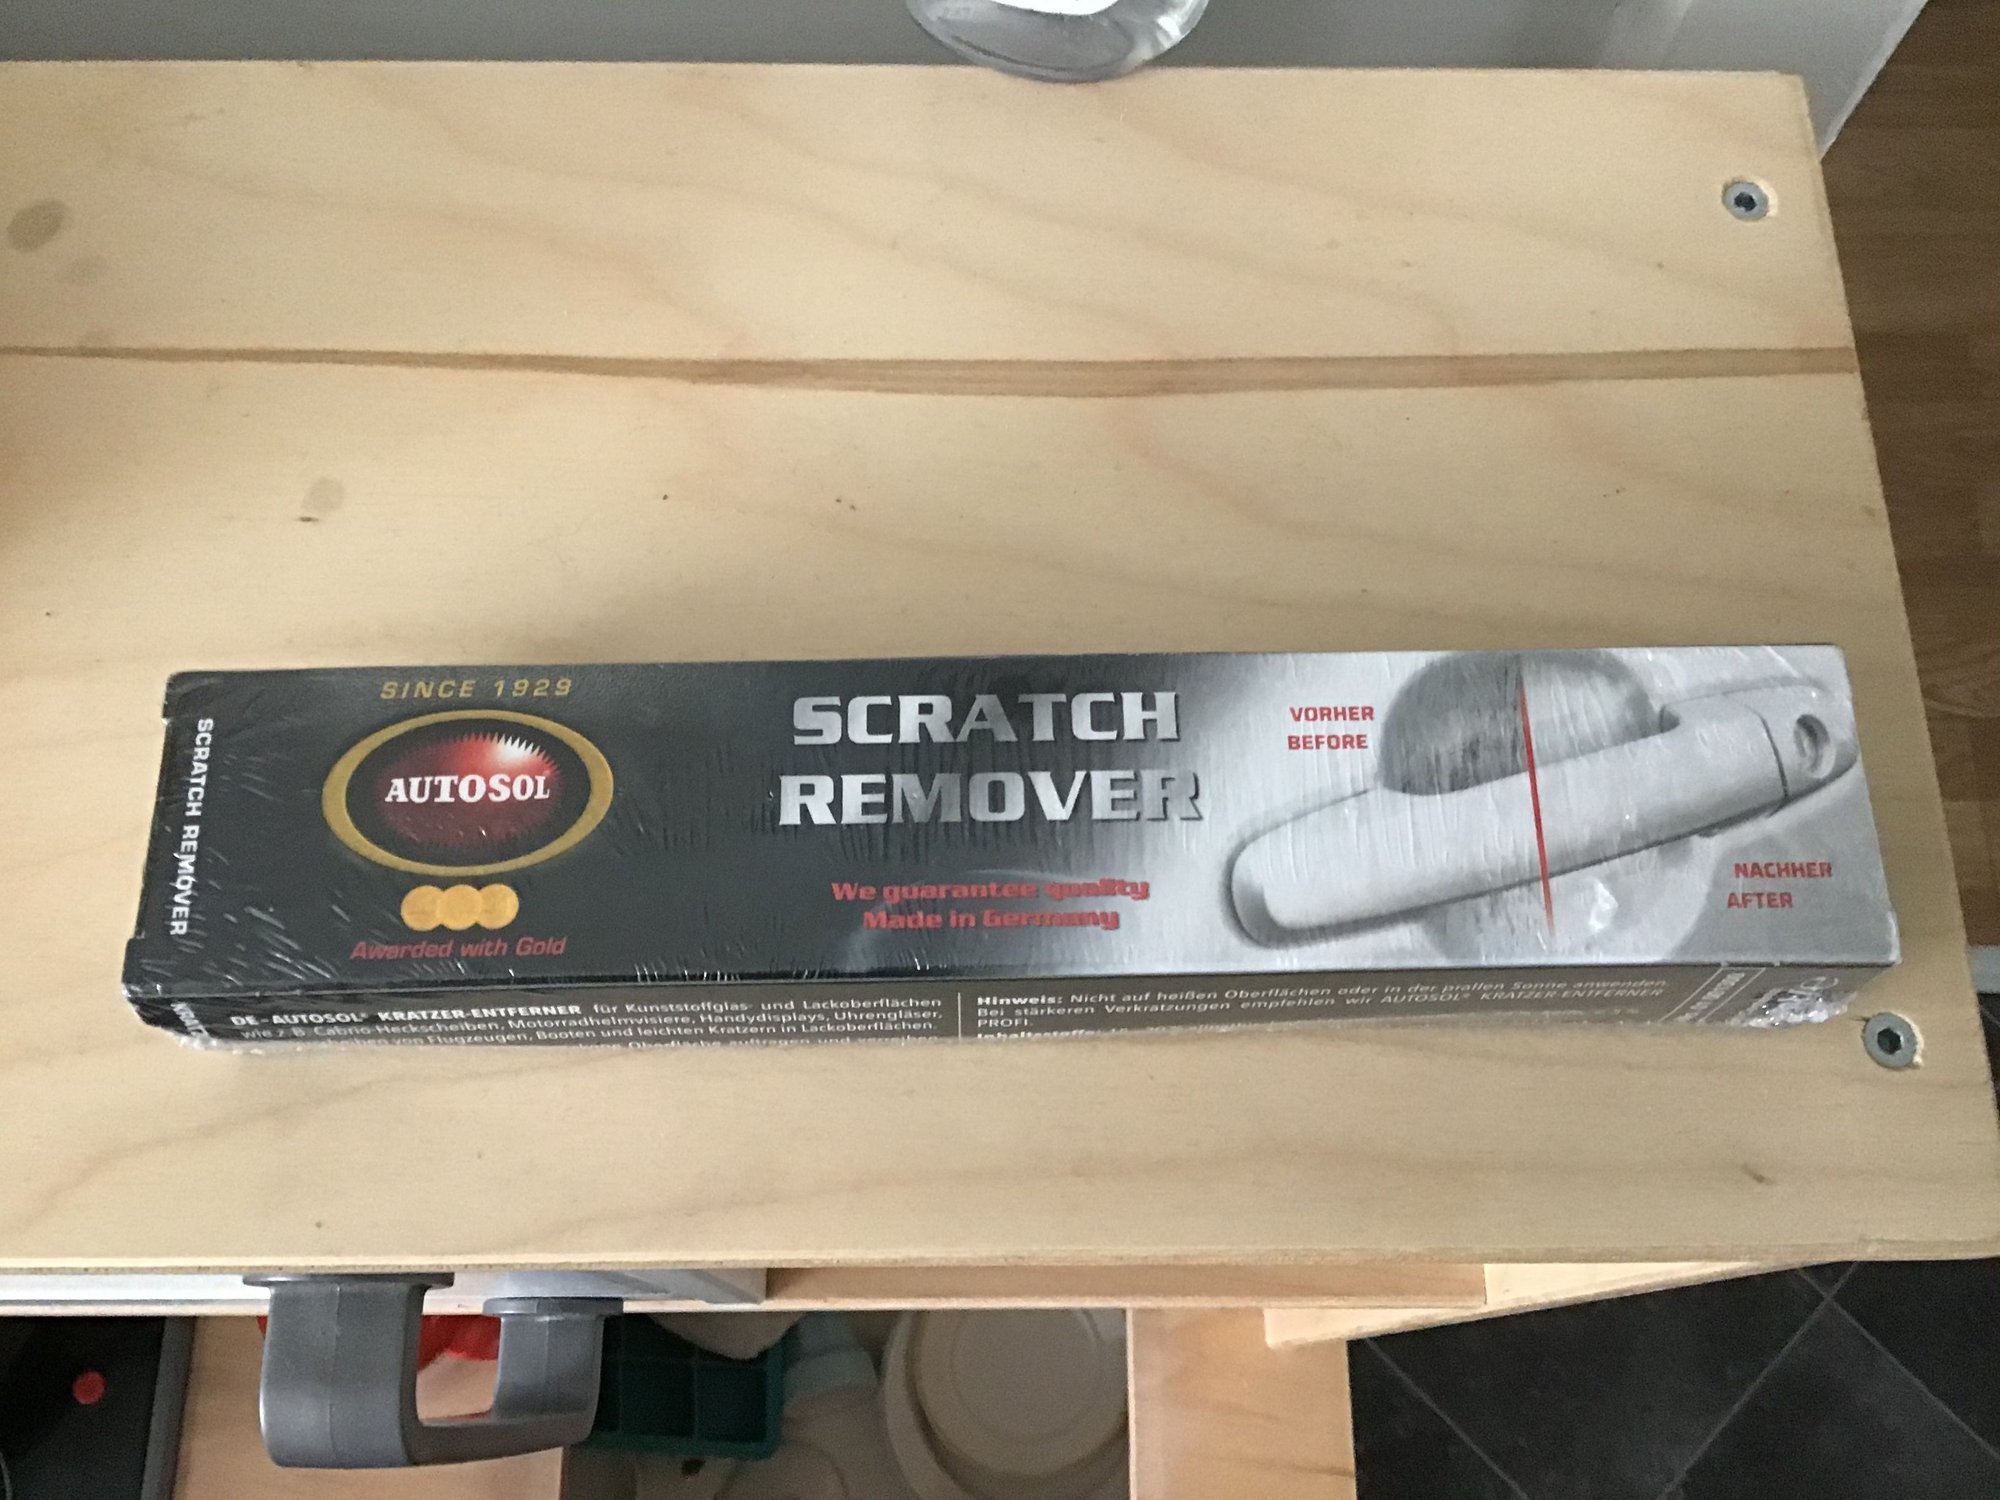 SCRATCH REMOVER
SINCE 1929
AUTOSOL
Awarded with Gold
SCRATCH
REMOVER
We guarantee quality
Made in Germany
VORHER
BEFORE
NACHHER
AFTER
DE - AUTOSOL® KRATZER-ENTFERNER für Kunststoffglas- und Lackoberflächen
wie z. B. Cabrio-Heckscheiben, Motorradhelmvisiere, Handydisplays, Uhrengläser,
von Flugzeugen, Booten und leichten Kratzern in Lackoberflächen.
Oberfläche auftragen und
Hinweis: Nicht auf heißen Oberflächen oder in der prallen Sonne anwenden.
Bei stärkeren Verkratzungen empfehlen wir AUTOSOL® KRATZER-ENTFERNER
PROFI.